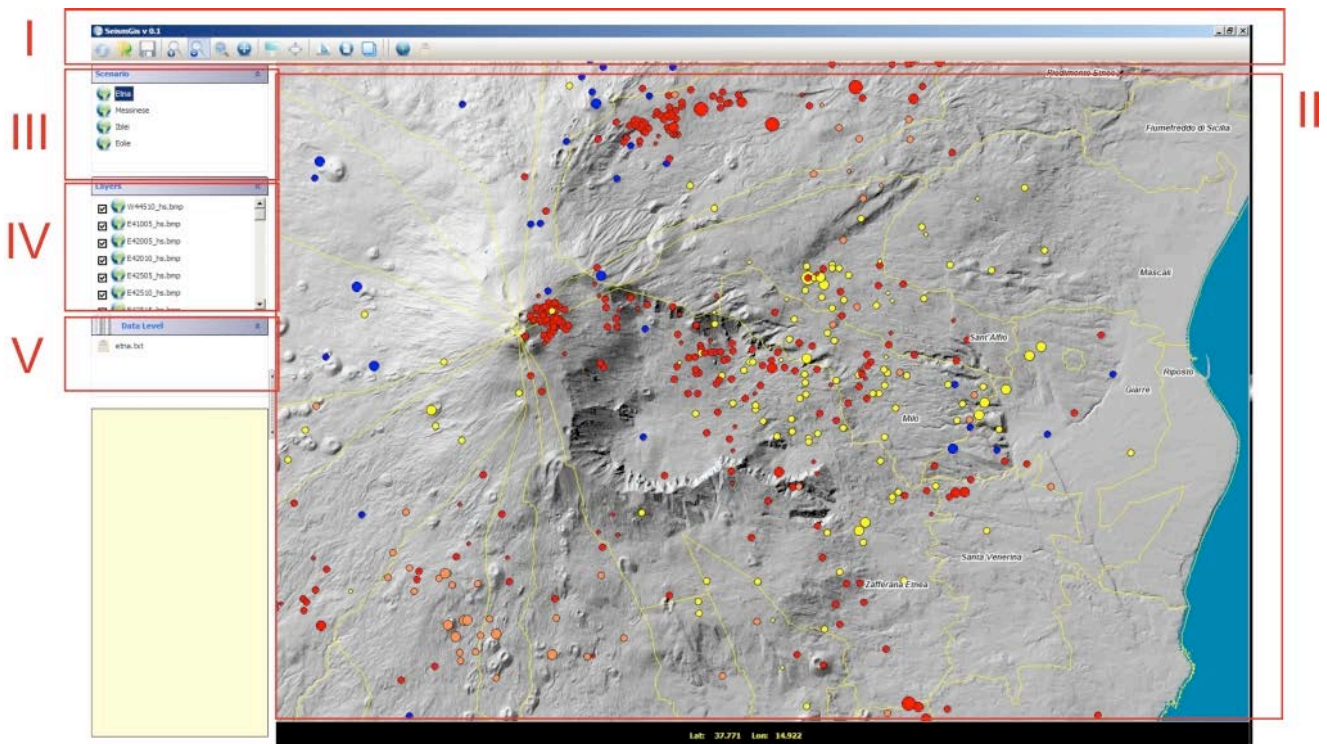 I
SeismGis v 0.1
II
III
Scenario
Etna
Messinese
Iblei
Eolie
IV
Layers
W44510_hs.bmp
E41005_hs.bmp
E42005_hs.bmp
E42010_hs.bmp
E42505_hs.bmp
E42510_hs.bmp
V
Data Level
etna.txt
Piedimonte Etneo
Fiumefreddo di Sicilia
Mascali
Sant'Alfio
Riposto
Giarre
Milo
Santa Venerina
Zafferana Etnea
Lat: 37.771 Lon: 14.922